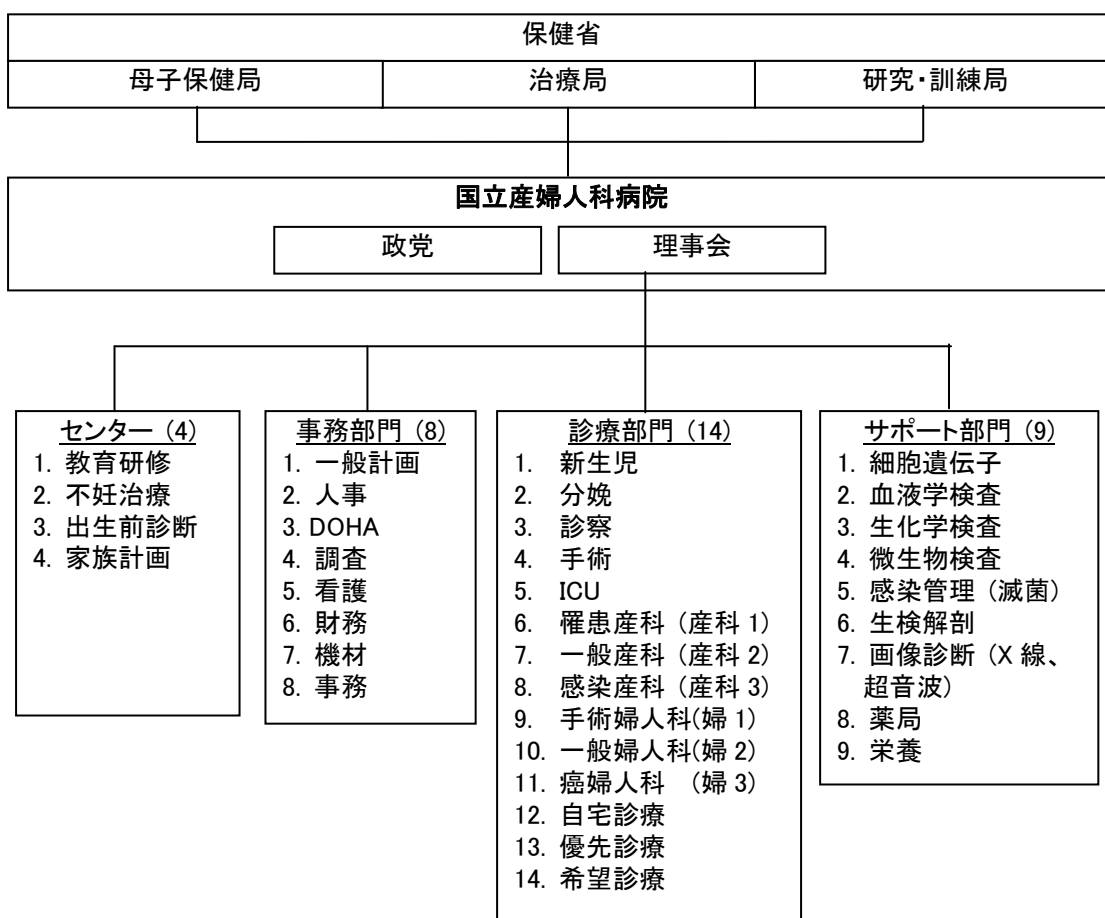 保健省
母子保健局
治療局
研究・訓練局
国立産婦人科病院
政党
理事会
センター (4)
1. 教育研修
2. 不妊治療
3. 出生前診断
4. 家族計画
事務部門 (8)
1. 一般計画
2. 人事
3. DOHA
4. 調査
5. 看護
6. 財務
7. 機材
8. 事務
診療部門 (14)
1. 新生児
2. 分娩
3. 診察
4. 手術
5. ICU
6. 罹患産科 (産科 1)
7. 一般産科 (産科 2)
8. 感染産科 (産科 3)
9. 手術婦人科(婦 1)
10. 一般婦人科(婦 2)
11. 癌婦人科 (婦 3)
12. 自宅診療
13. 優先診療
14. 希望診療
サポート部門 (9)
1. 細胞遺伝子
2. 血液学検査
3. 生化学検査
4. 微生物検査
5. 感染管理 (滅菌)
6. 生検解剖
7. 画像診断 (X 線、
超音波)
8. 薬局
9. 栄養